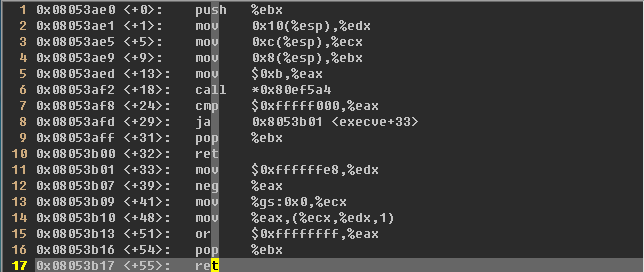 1 0x08053ae0 <+0>: push %ebx
2 0x08053ae1 <+1>: mov 0x10(%esp),%edx
3 0x08053ae5 <+5>: mov 0xc(%esp),%ecx
4 0x08053ae9 <+9>: mov 0x8(%esp),%ebx
5 0x08053aed <+13>: mov $0xb,%eax
6 0x08053af2 <+18>: call *0x80ef5a4
7 0x08053af8 <+24>: cmp $0xfffff000,%eax
8 0x08053afd <+29>: ja 0x8053b01 <execve+33>
9 0x08053aff <+31>: pop %ebx
10 0x08053b00 <+32>: ret
11 0x08053b01 <+33>: mov $0xffffffe8,%edx
12 0x08053b07 <+39>: neg %eax
13 0x08053b09 <+41>: mov %gs:0x0,%ecx
14 0x08053b10 <+48>: mov %eax,(%ecx,%edx,1)
15 0x08053b13 <+51>: or $0xffffffff,%eax
16 0x08053b16 <+54>: pop %ebx
17 0x08053b17 <+55>: ret